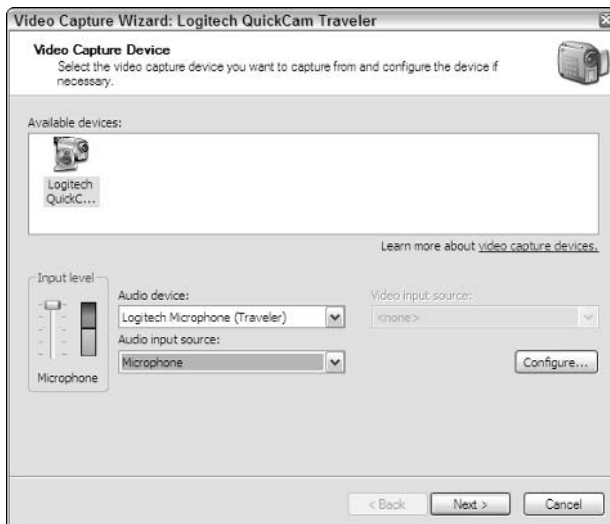 Video Capture Wizard: Logitech QuickCam Traveler
Video Capture Device
Select the video capture device you want to capture from and configure the device if
necessary.
Available devices:
Logitech
QuickC...
Learn more about video capture devices.
Input level
Microphone
Audio device:
Logitech Microphone (Traveler)
Audio input source:
Microphone
Video input source:
<none>
Configure...
< Back
Next >
Cancel